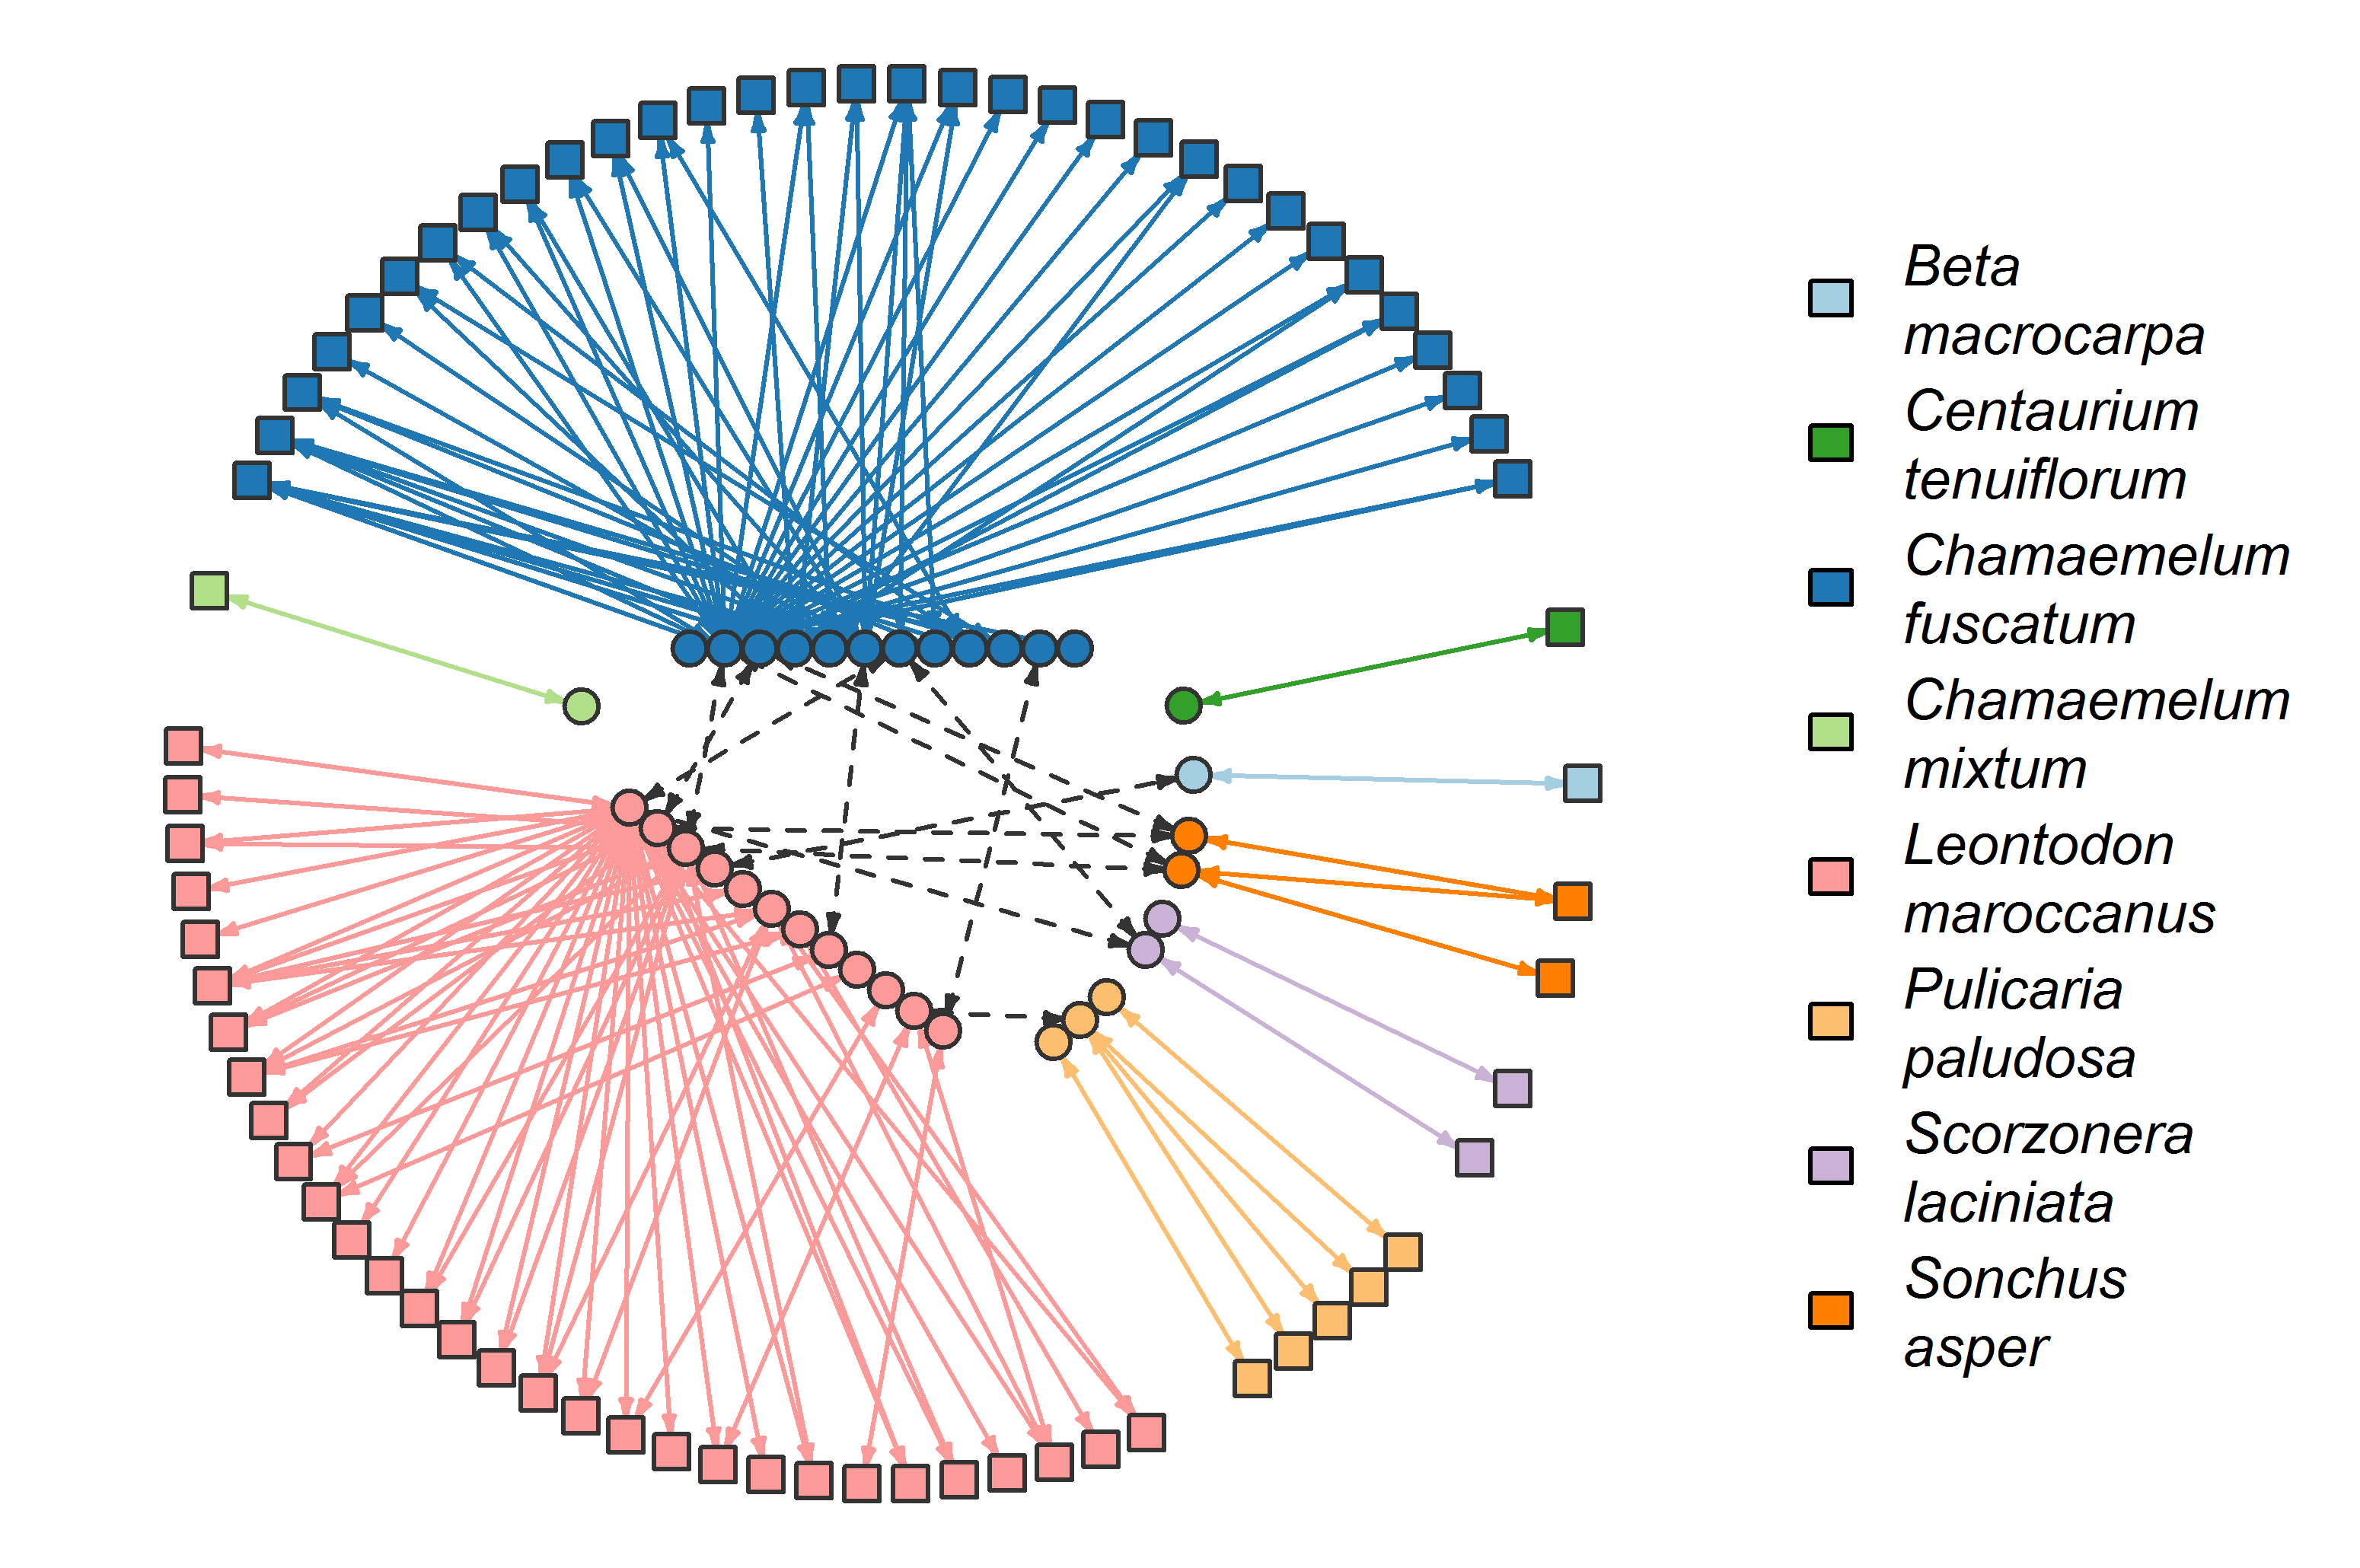 Beta
macrocarpa
Centaurium
tenuiflorum
Chamaemelum
fuscatum
Chamaemelum
mixtum
Leontodon
maroccanus
Pulicaria
paludosa
Scorzonera
laciniata
Sonchus
asper